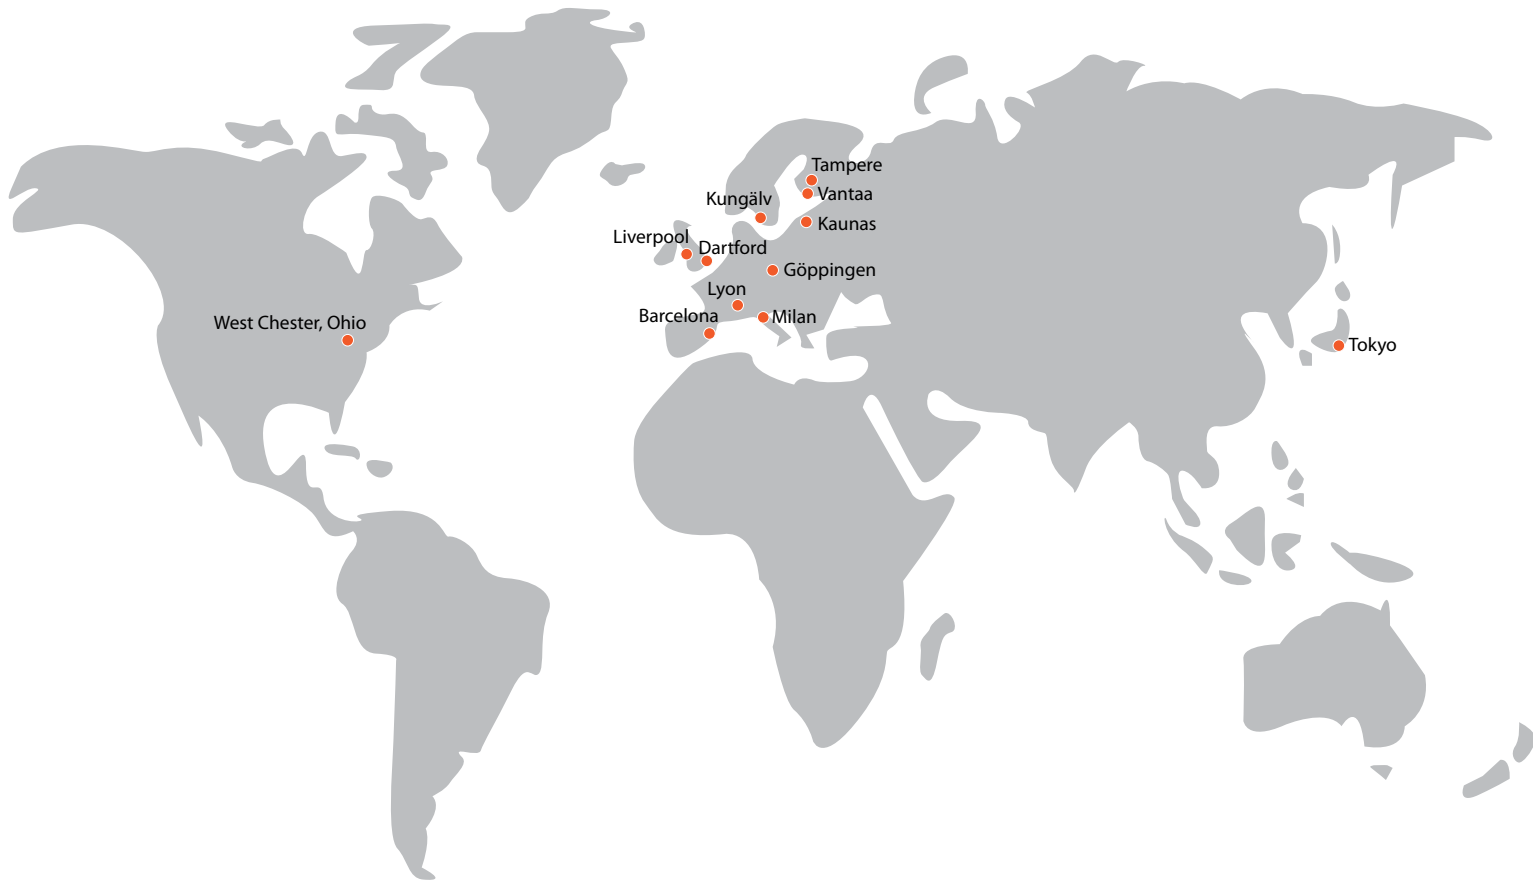 Tampere
Vantaa
Kungälv
Kaunas
Liverpool
Dartford
Göppingen
Lyon
Barcelona
Milan
West Chester, Ohio
Tokyo